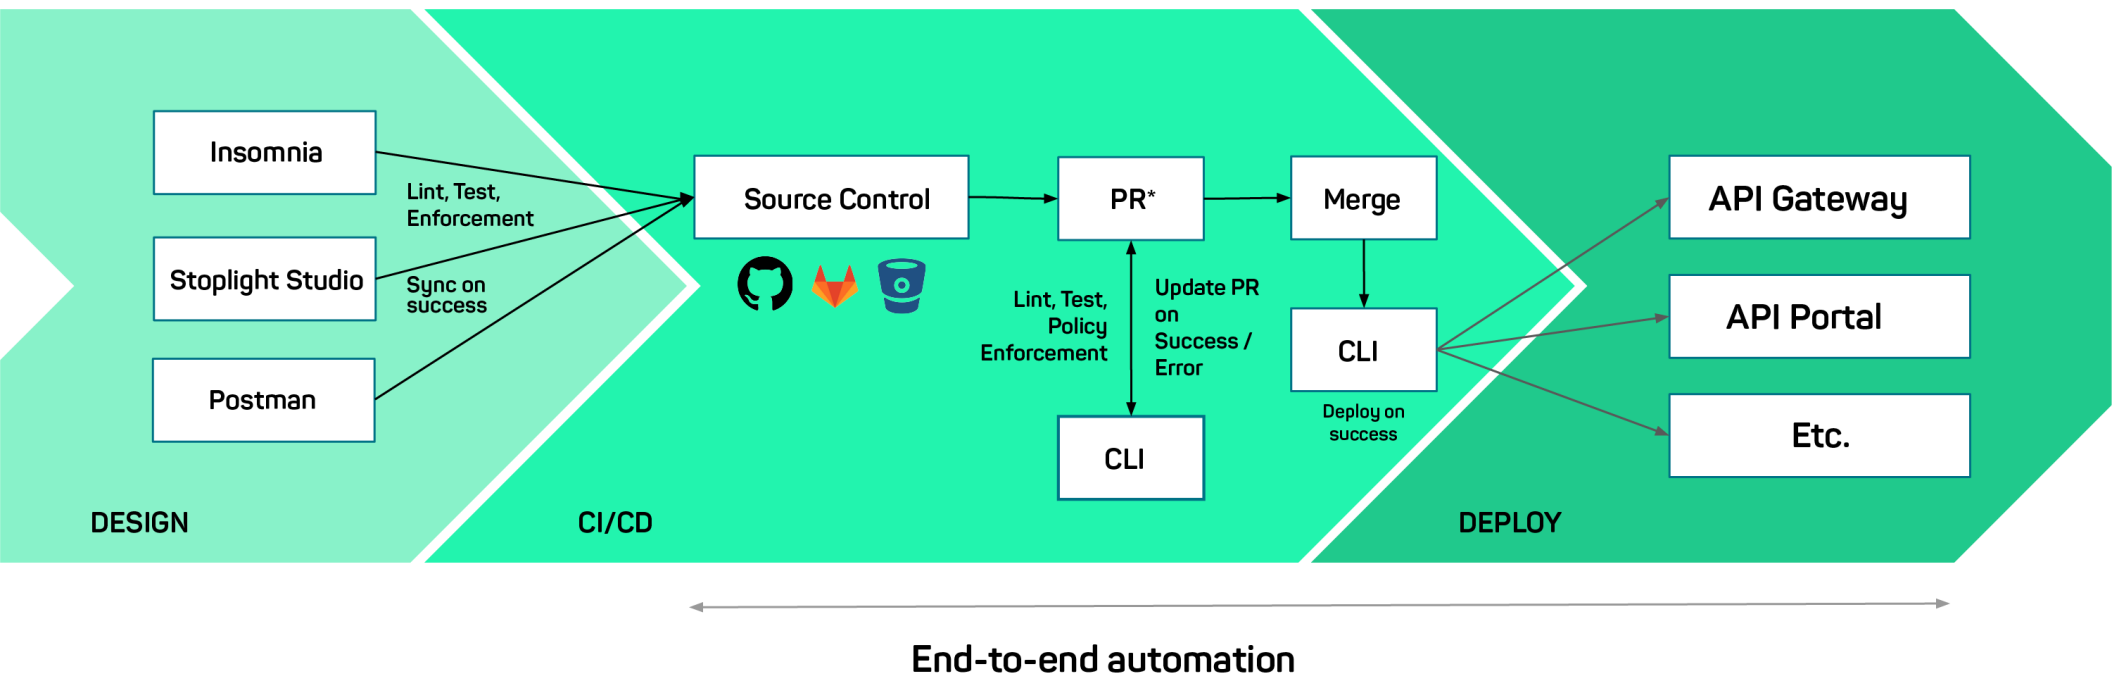 Insomnia
Lint, Test,
Enforcement
Stoplight Studio
Sync on
success
Postman
DESIGN
Source Control
PR*
Merge
Lint, Test,
Policy
Enforcement
Update PR
on
Success /
Error
CLI
CLI
Deploy on
success
CI/CD
API Gateway
API Portal
Etc.
DEPLOY
End-to-end automation